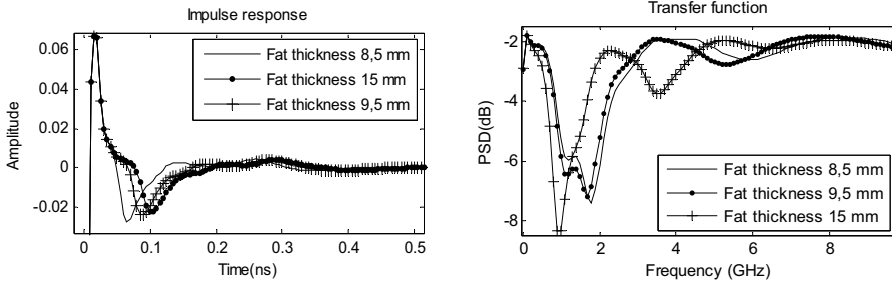 Impulse response
Amplitude
0.06
0.04
0.02
0
-0.02
Fat thickness 8,5 mm
Fat thickness 15 mm
Fat thickness 9,5 mm
0
0.1
0.2
0.3
0.4
0.5
Time(ns)
Transfer function
PSD(dB)
-2
-4
-6
-8
Fat thickness 8,5 mm
Fat thickness 9,5 mm
Fat thickness 15 mm
0
2
4
6
8
Frequency (GHz)